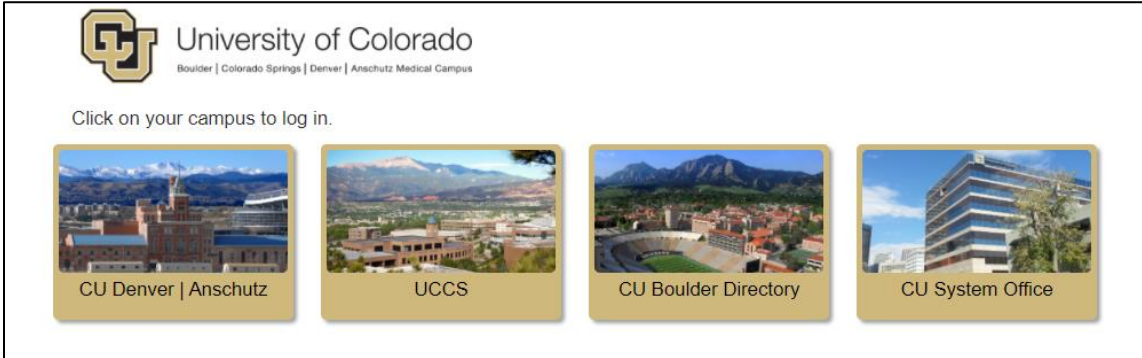 CU
University of Colorado
Boulder | Colorado Springs | Denver | Anschutz Medical Campus
Click on your campus to log in.
CU Denver | Anschutz
UCCS
CU Boulder Directory
CU System Office